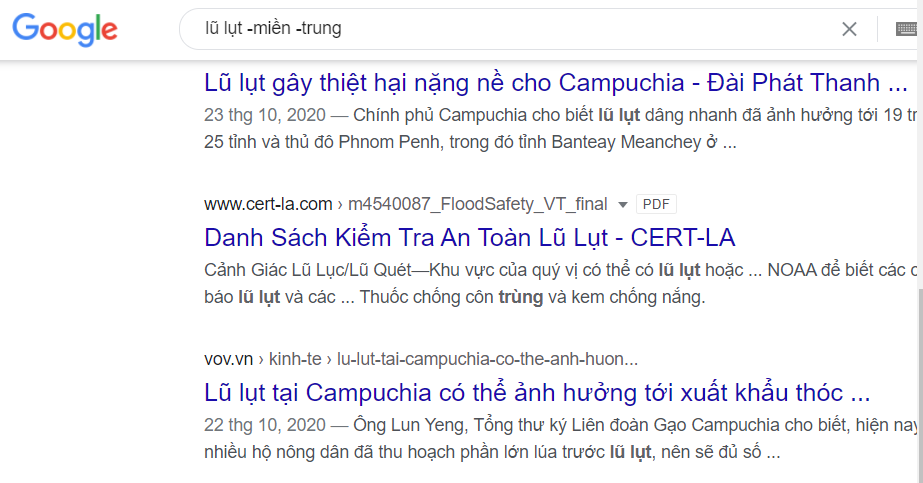 Google
lũ lụt -miền -trung
Lũ lụt gây thiệt hại nặng nề cho Campuchia - Đài Phát Thanh ...
23 thg 10, 2020 — Chính phủ Campuchia cho biết lũ lụt dâng nhanh đã ảnh hưởng tới 19 tr
25 tỉnh và thủ đô Phnom Penh, trong đó tỉnh Banteay Meanchey ở ...
www.cert-la.com › m4540087_FloodSafety_VT_final PDF
Danh Sách Kiểm Tra An Toàn Lũ Lụt - CERT-LA
Cảnh Giác Lũ Lục/Lũ Quét—Khu vực của quý vị có thể có lũ lụt hoặc ... NOAA để biết các c
báo lũ lụt và các ... Thuốc chống côn trùng và kem chống nắng.
vov.vn › kinh-te › lu-lut-tai-campuchia-co-the-anh-huon...
Lũ lụt tại Campuchia có thể ảnh hưởng tới xuất khẩu thóc ...
22 thg 10, 2020 — Ông Lun Yeng, Tổng thư ký Liên đoàn Gạo Campuchia cho biết, hiện nay
nhiều hộ nông dân đã thu hoạch phần lớn lúa trước lũ lụt, nên sẽ đủ số ...